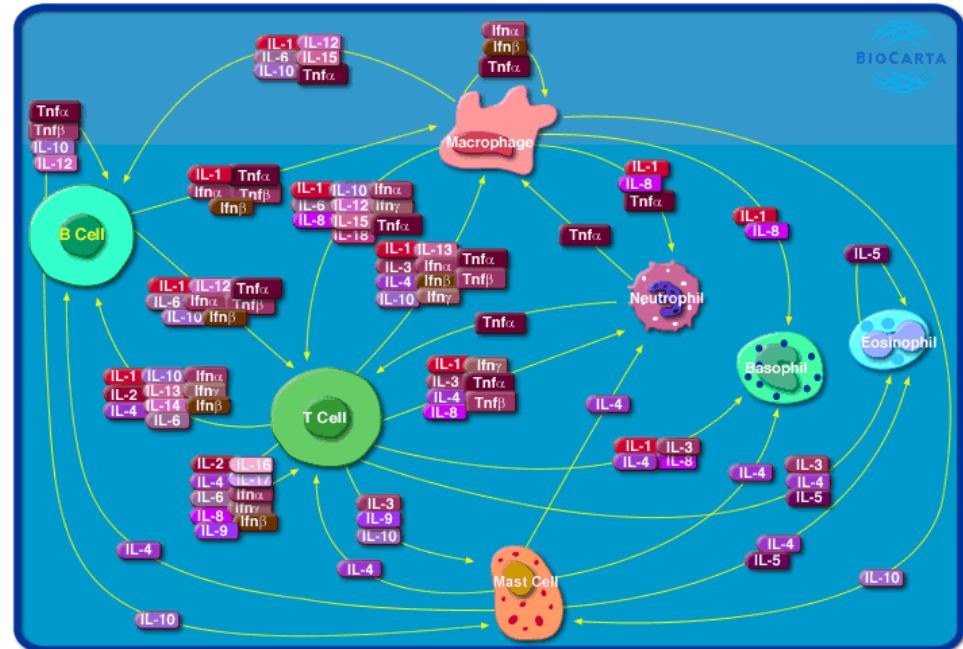 BIOCARTA
Ifnα
Ifnβ
Tnfα
IL-1 IL-12
IL-6 IL-15
IL-10 Tnfα
Tnfα
Tnfβ
IL-10
IL-12
Macrophage
IL-1 Tnfα
Ifnα Tnfβ
Ifnβ
IL-1 IL-10 Ifnα
IL-6 IL-12 Ifnγ
IL-8 IL-15 Tnfα
IL-18
IL-1
IL-8
Tnfα
IL-1
IL-8
B Cell
Tnfα
IL-1 IL-13 Tnfα
IL-3 Ifnα Tnfβ
IL-4 Ifnβ
IL-10 Ifnγ
IL-5
IL-1 IL-12 Tnfα
IL-6 Ifnα Tnfβ
IL-10 Ifnβ
Neutrophil
Tnfα
Eosinophil
Basophil
IL-1 Ifnγ
IL-3 Tnfα
IL-4 Tnfβ
IL-8
IL-1 IL-10 Ifnα
IL-2 IL-13 Ifnγ
IL-4 IL-14 Ifnβ
IL-6
T Cell
IL-4
IL-1 IL-3
IL-4 IL-8
IL-2 IL-16
IL-4 IL-17
IL-6 Ifnα
Ifnγ
IL-8 Ifnβ
IL-9
IL-4
IL-3
IL-4
IL-5
IL-3
IL-9
IL-10
IL-4
IL-4
IL-5
IL-4
Mast Cell
IL-10
IL-10